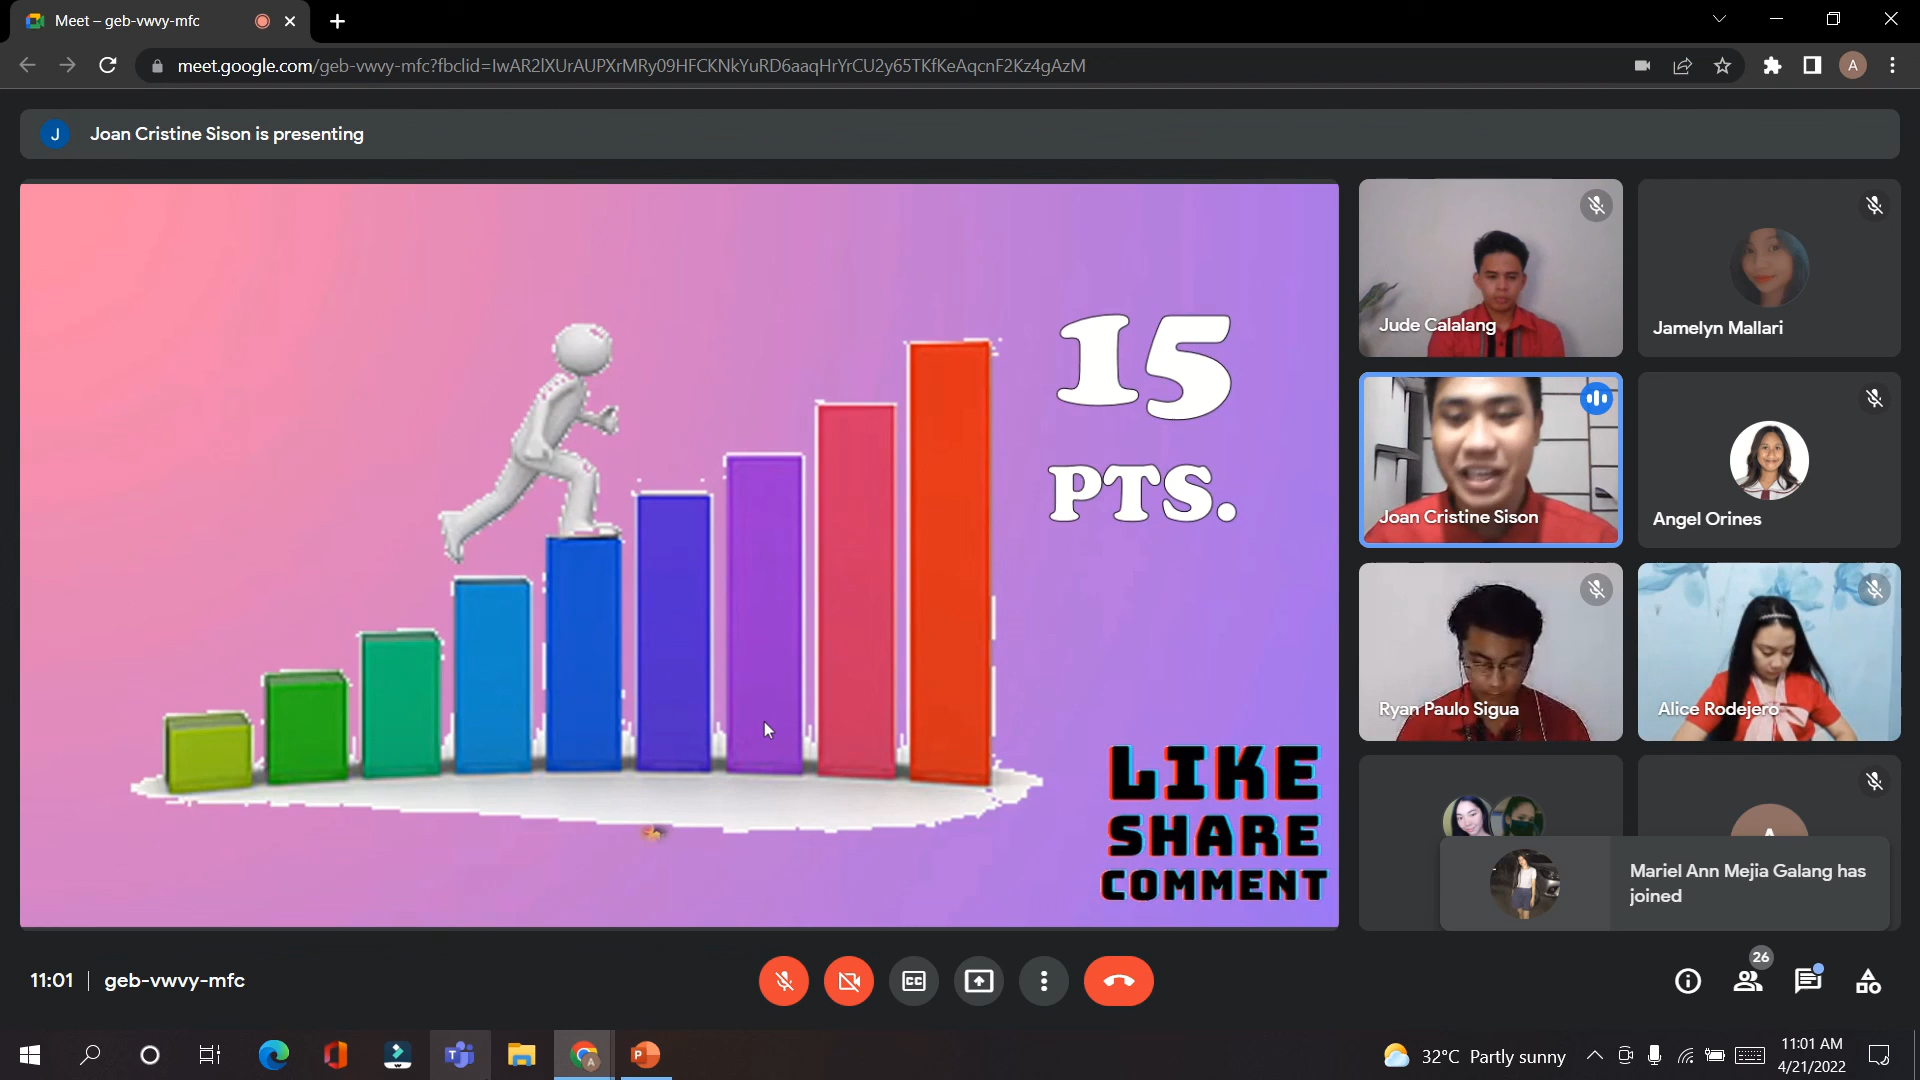 Meet – geb-vwvy-mfc
meet.google.com/geb-vwvy-mfc?fbclid=IwAR2lXUrAUPXrMRy09HFCKNkYuRD6aaqHrYrCU2y65TKfKeAqcnF2Kz4gAzM
A
J
Joan Cristine Sison is presenting
15
PTS.
LIKE
SHARE
COMMENT
Jude Calalang
Jamelyn Mallari
Joan Cristine Sison
Angel Orines
Ryan Paulo Sigua
Alice Rodejero
A
Mariel Ann Mejia Galang has
joined
11:01
geb-vwvy-mfc
CC
26
32°C Partly sunny
11:01 AM
4/21/2022